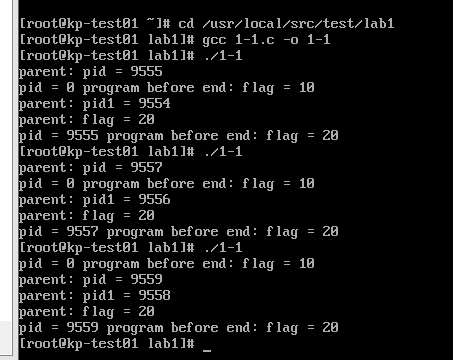 [root@kp-test01 ~]# cd /usr/local/src/test/lab1
[root@kp-test01 lab1]# gcc 1-1.c -o 1-1
[root@kp-test01 lab1]# ./1-1
parent: pid = 9555
pid = 0 program before end: flag = 10
parent: pid1 = 9554
parent: flag = 20
pid = 9555 program before end: flag = 20
[root@kp-test01 lab1]# ./1-1
parent: pid = 9557
pid = 0 program before end: flag = 10
parent: pid1 = 9556
parent: flag = 20
pid = 9557 program before end: flag = 20
[root@kp-test01 lab1]# ./1-1
pid = 0 program before end: flag = 10
parent: pid = 9559
parent: pid1 = 9558
parent: flag = 20
pid = 9559 program before end: flag = 20
[root@kp-test01 lab1]# _